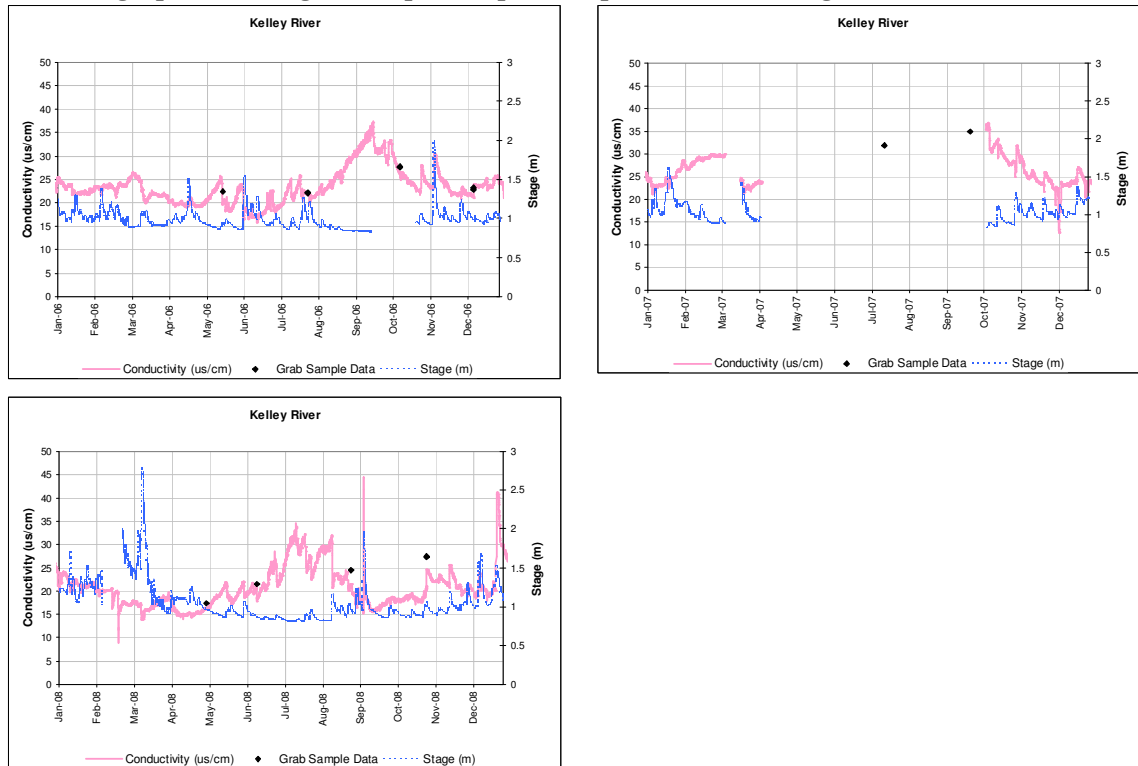 Kelley River
50
45
40
35
30
25
20
15
10
5
0
Conductivity (us/cm)
3
2.5
2
1.5
1
0.5
0
Stage (m)
Jan-06
Feb-06
Mar-06
Apr-06
May-06
Jun-06
Jul-06
Aug-06
Sep-06
Oct-06
Nov-06
Dec-06
Conductivity (us/cm) Grab Sample Data Stage (m)
Kelley River
50
45
40
35
30
25
20
15
10
5
0
Conductivity (us/cm)
3
2.5
2
1.5
1
0.5
0
Stage (m)
Jan-07
Feb-07
Mar-07
Apr-07
May-07
Jun-07
Jul-07
Aug-07
Sep-07
Oct-07
Nov-07
Dec-07
Conductivity (us/cm) Grab Sample Data Stage (m)
Kelley River
50
45
40
35
30
25
20
15
10
5
0
Conductivity (us/cm)
3
2.5
2
1.5
1
0.5
0
Stage (m)
Jan-08
Feb-08
Mar-08
Apr-08
May-08
Jun-08
Jul-08
Aug-08
Sep-08
Oct-08
Nov-08
Dec-08
Conductivity (us/cm) Grab Sample Data Stage (m)